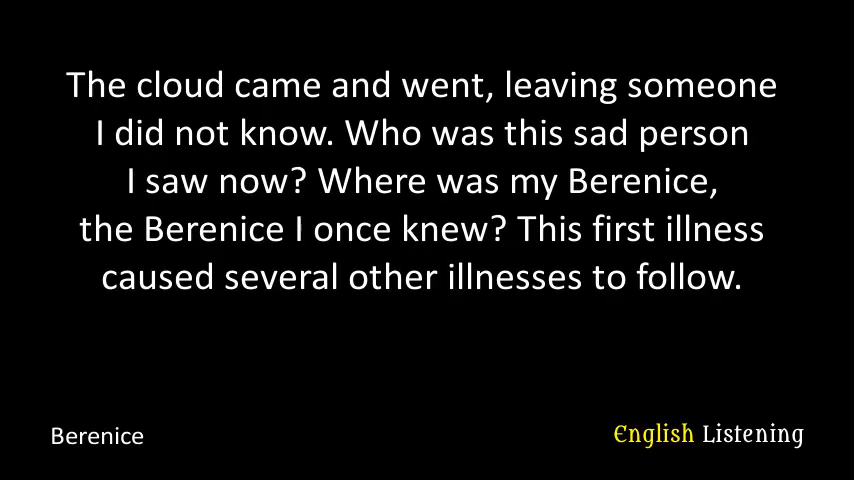 The cloud came and went, leaving someone
I did not know. Who was this sad person
I saw now? Where was my Berenice,
the Berenice I once knew? This first illness
caused several other illnesses to follow.
Berenice
English Listening